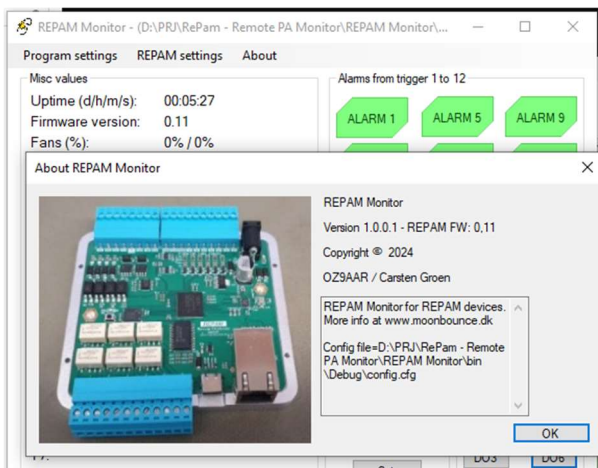 REPAM Monitor - (D:\PRJ\RePam - Remote PA Monitor\REPAM Monitor\...
Program settings REPAM settings About
Misc values
Uptime (d/h/m/s): 00:05:27
Firmware version: 0.11
Fans (%): 0% / 0%
Alarms from trigger 1 to 12
ALARM 1 ALARM 5 ALARM 9
About REPAM Monitor
REPAM Monitor
Version 1.0.0.1 - REPAM FW: 0,11
Copyright © 2024
OZ9AAR / Carsten Groen
REPAM Monitor for REPAM devices.
More info at www.moonbounce.dk
Config file=D:\PRJ\RePam - Remote
PA Monitor\REPAM Monitor\bin
\Debug\config.cfg
OK
DO3 DO6